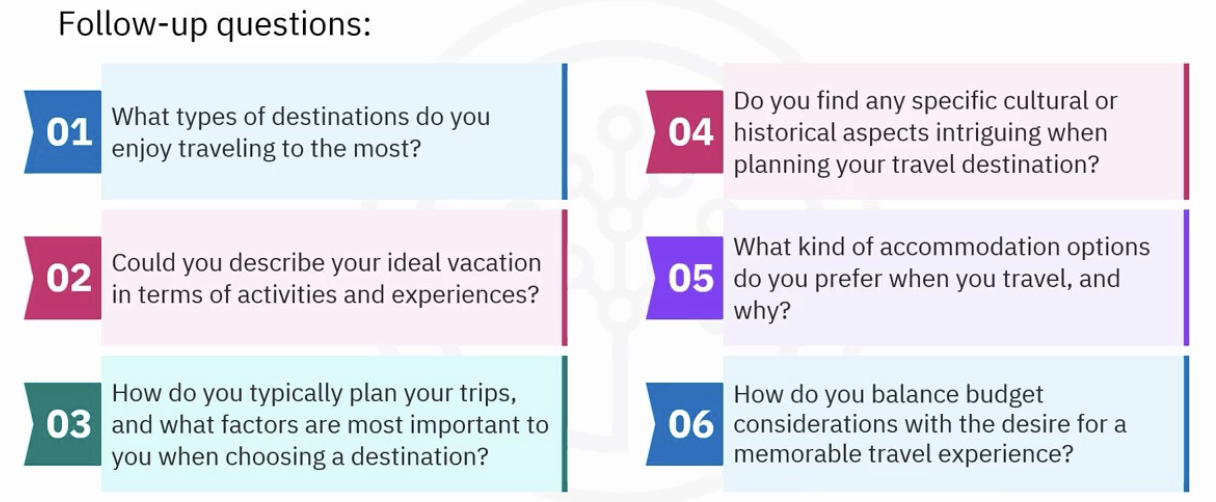 Follow-up questions:
01
What types of destinations do you
enjoy traveling to the most?
02
Could you describe your ideal vacation
in terms of activities and experiences?
03
How do you typically plan your trips,
and what factors are most important to
you when choosing a destination?
04
Do you find any specific cultural or
historical aspects intriguing when
planning your travel destination?
05
What kind of accommodation options
do you prefer when you travel, and
why?
06
How do you balance budget
considerations with the desire for a
memorable travel experience?